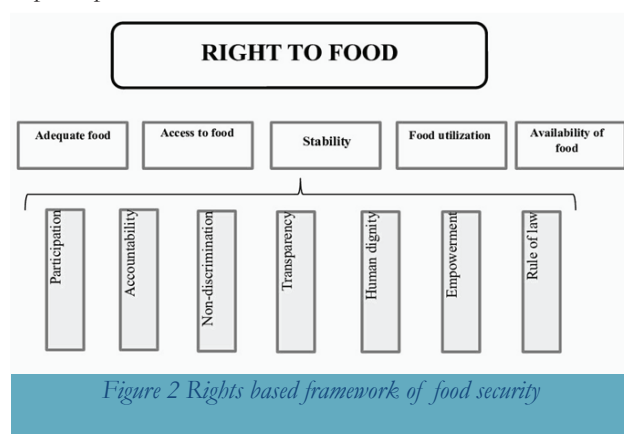 RIGHT TO FOOD
Adequate food
Access to food
Stability
Food utilization
Availability of
food
Participation
Accountability
Non-discrimination
Transparency
Human dignity
Empowerment
Rule of law
Figure 2 Rights based framework of food security